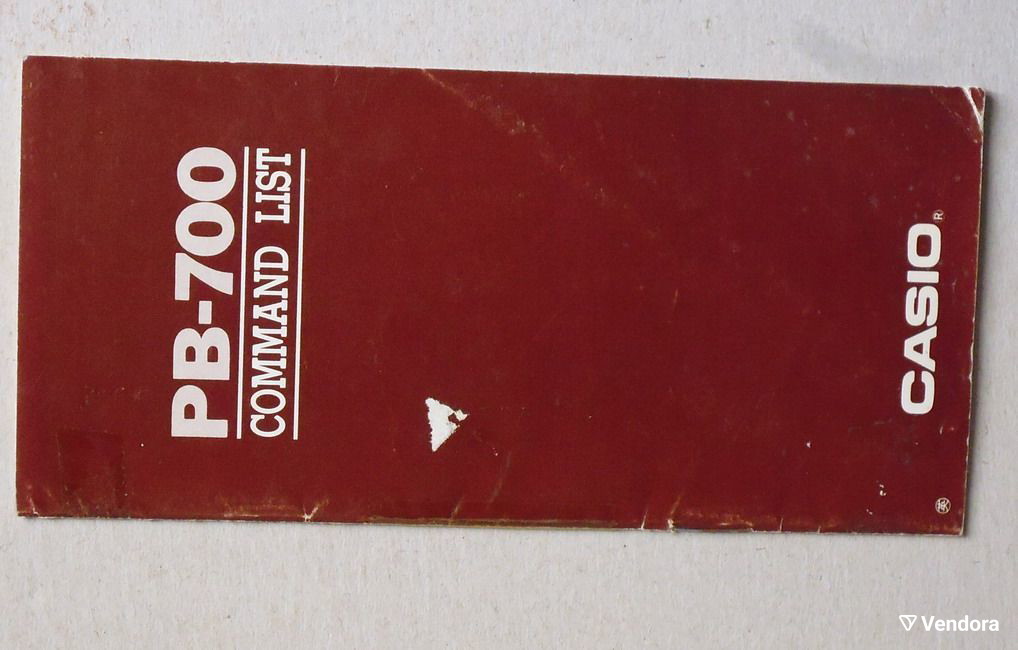 PB-700
COMMAND LIST
CASIO®
Vendora